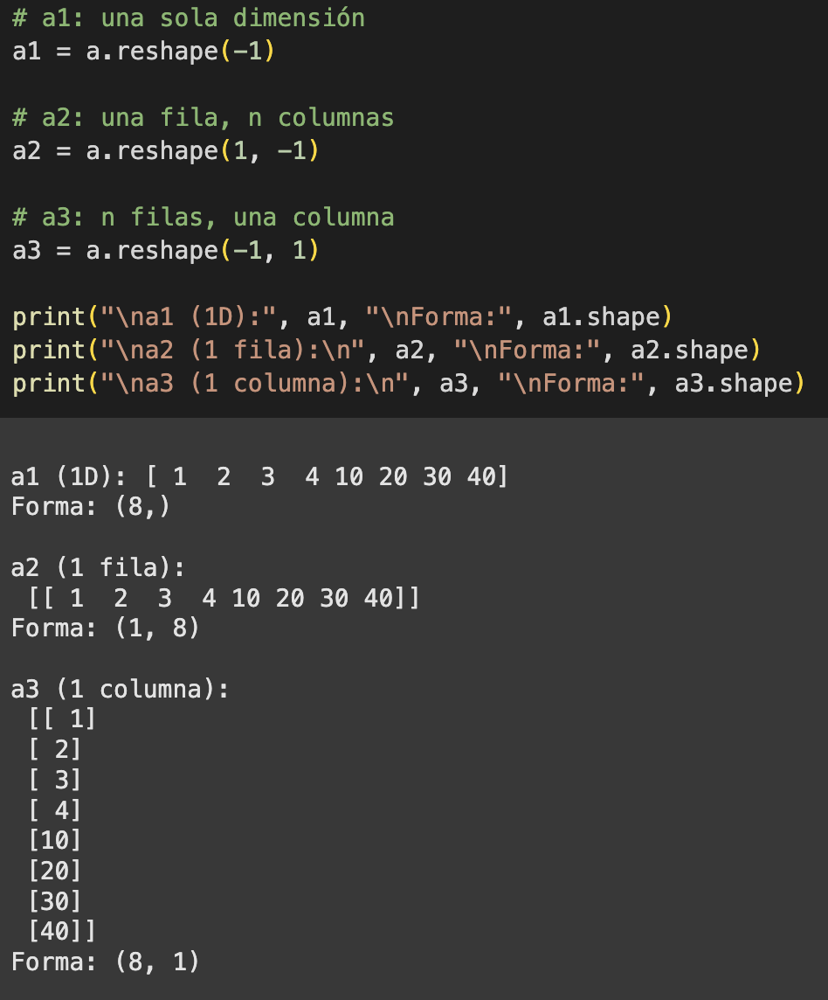 # a1: una sola dimensión
a1 = a.reshape(-1)
# a2: una fila, n columnas
a2 = a.reshape(1, -1)
# a3: n filas, una columna
a3 = a.reshape(-1, 1)
print("\na1 (1D):", a1, "\nForma:", a1.shape)
print("\na2 (1 fila):\n", a2, "\nForma:", a2.shape)
print("\na3 (1 columna):\n", a3, "\nForma:", a3.shape)
a1 (1D): [ 1  2  3  4 10 20 30 40]
Forma: (8,)
a2 (1 fila):
 [[ 1  2  3  4 10 20 30 40]]
Forma: (1, 8)
a3 (1 columna):
 [[ 1]
 [ 2]
 [ 3]
 [ 4]
 [10]
 [20]
 [30]
 [40]]
Forma: (8, 1)